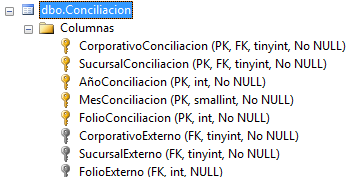 dbo.Conciliacion
Columnas
CorporativoConciliacion (PK, FK, tinyint, No NULL)
SucursalConciliacion (PK, FK, tinyint, No NULL)
AñoConciliacion (PK, int, No NULL)
MesConciliacion (PK, smallint, No NULL)
FolioConciliacion (PK, int, No NULL)
CorporativoExterno (FK, tinyint, No NULL)
SucursalExterno (FK, tinyint, No NULL)
FolioExterno (FK, int, NULL)